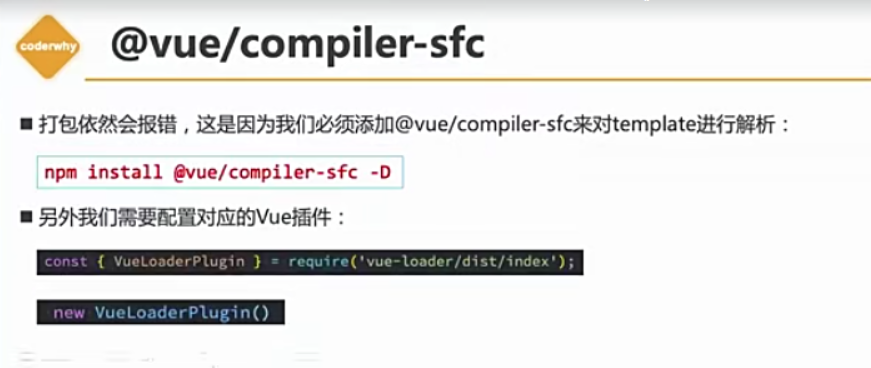 coderwhy
@vue/compiler-sfc
■ 打包依然会报错，这是因为我们必须添加@vue/compiler-sfc来对template进行解析：
npm install @vue/compiler-sfc -D
■ 另外我们需要配置对应的Vue插件：
const { VueLoaderPlugin } = require('vue-loader/dist/index');
new VueLoaderPlugin()